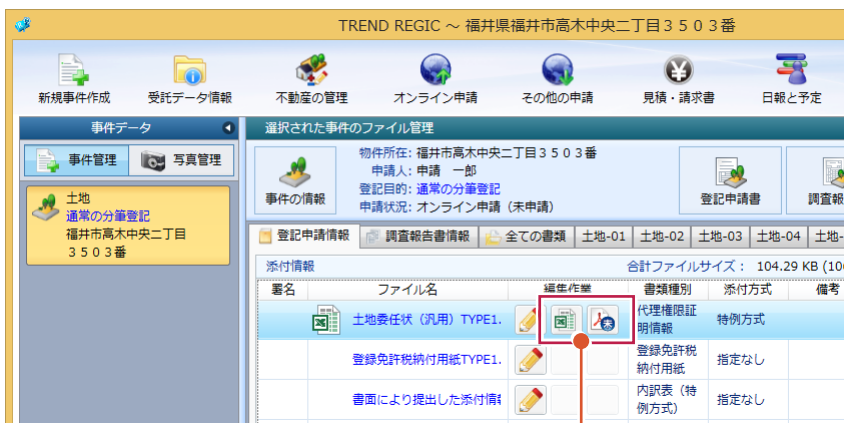 TREND REGIC ～ 福井県福井市高木中央二丁目３５０３番
新規事件作成 受託データ情報 不動産の管理 オンライン申請 その他の申請 見積・請求書 日報と予定
事件データ
選択された事件のファイル管理
事件管理 写真管理
土地
通常の分筆登記
福井市高木中央二丁目
３５０３番
事件の情報
物件所在: 福井市高木中央二丁目３５０３番
申請人: 申請 一郎
登記目的: 通常の分筆登記
申請状況: オンライン申請（未申請）
登記申請書
調査報
登記申請情報 調査報告書情報 全ての書類 土地-01 土地-02 土地-03 土地-04 土地-
添付情報 合計ファイルサイズ： 104.29 KB (10
署名 ファイル名 編集作業 書類種別 添付方式 備考
土地委任状（汎用）TYPE1. 代理権限証明情報 特例方式
登録免許税納付用紙TYPE1. 登録免許税納付用紙 指定なし
書面により提出した添付情 内訳表（特例方式） 指定なし